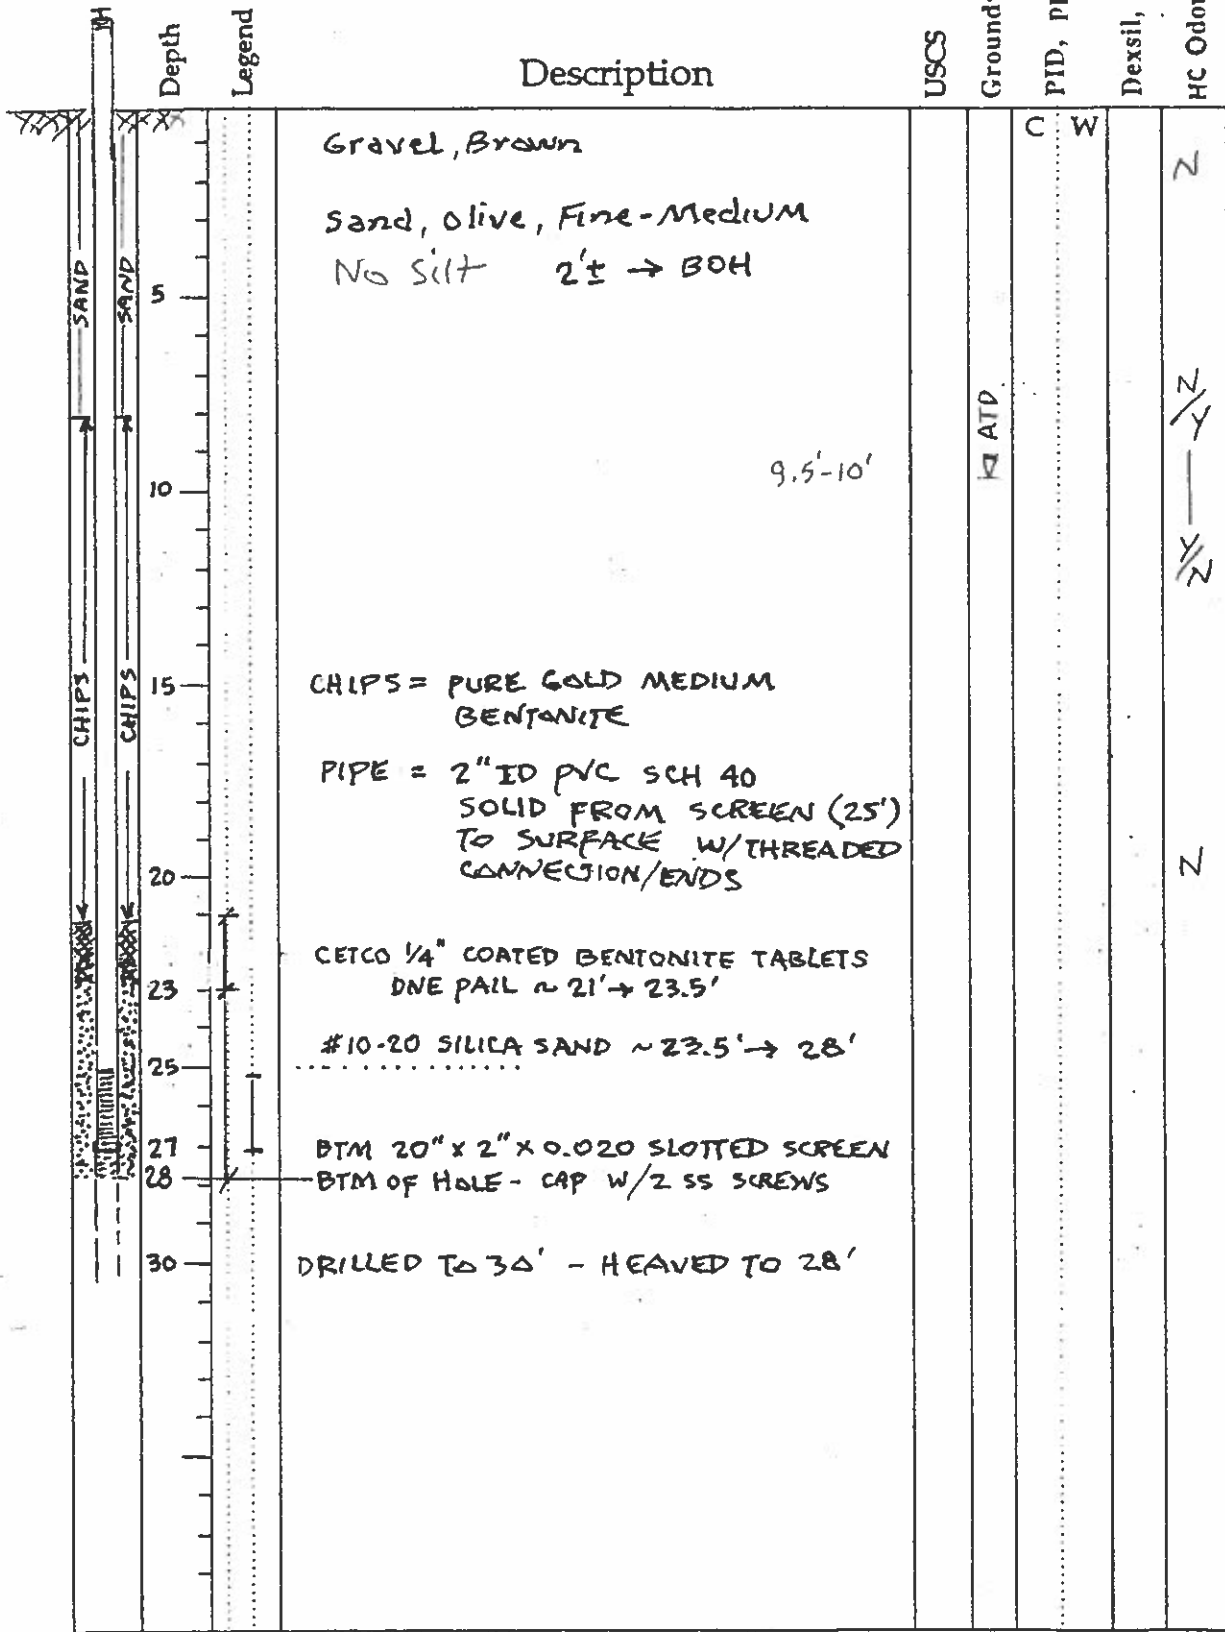 Depth
Legend
Description
USCS
Ground
PID,
Dexsil,
HC Odo
C W
Gravel, Brown
N
Sand, Olive, Fine-Medium
No Silt 2'± → BOH
SAND
SAND
5
N/Y
ATD
9.5'-10'
10
Y/N
CHIPS
CHIPS
15
CHIPS = PURE GOLD MEDIUM
BENTONITE
PIPE = 2" ID PVC SCH 40
SOLID FROM SCREEN (25')
TO SURFACE W/THREADED
CONNECTION/ENDS
20
N
CETCO 1/4" COATED BENTONITE TABLETS
ONE PAIL ~ 21' → 23.5'
23
#10-20 SILICA SAND ~23.5' → 28'
25
27
BTM 20" x 2" x 0.020 SLOTTED SCREEN
28
BTM OF HOLE - CAP W/2 SS SCREWS
30
DRILLED TO 30' - HEAVED TO 28'